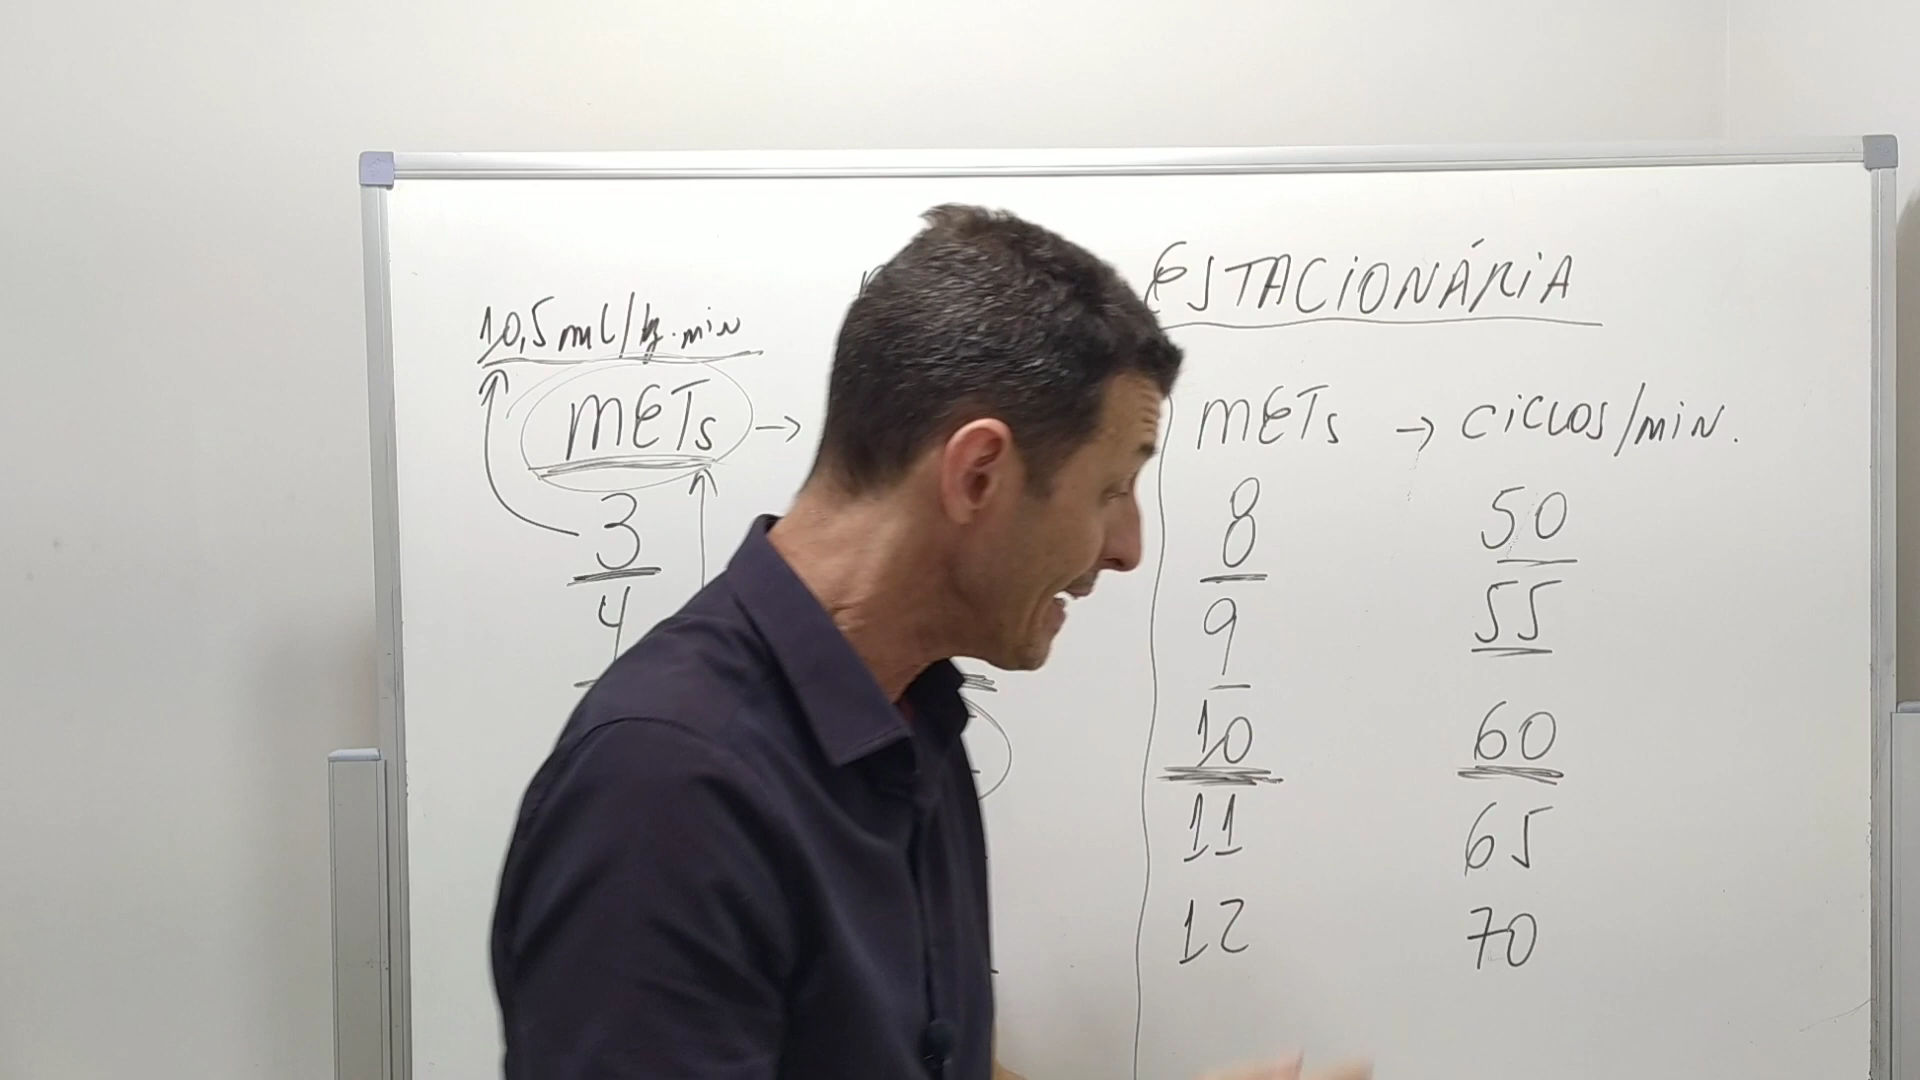 ESTACIONÁRIA
10,5 ml/kg.min
METs →
3
4
METs → CICLOS/MIN.
8 50
9 55
10 60
11 65
12 70